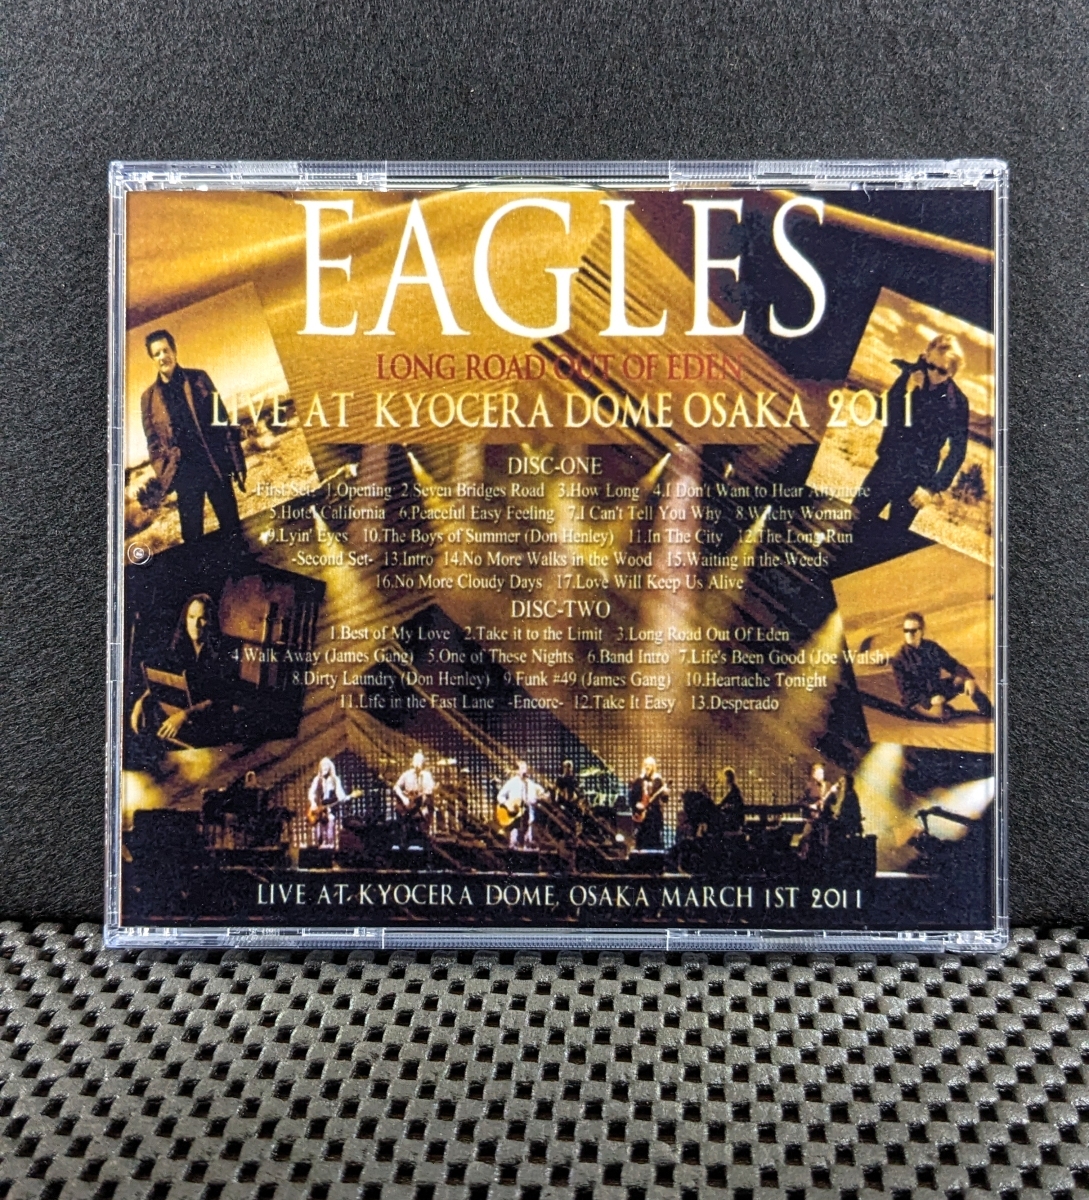 EAGLES
LONG ROAD OUT OF EDEN
LIVE AT KYOCERA DOME OSAKA 2011
DISC-ONE
-First Set- 1.Opening 2.Seven Bridges Road 3.How Long 4.I Don't Want to Hear Anymore
5.Hotel California 6.Peaceful Easy Feeling 7.I Can't Tell You Why 8.Witchy Woman
9.Lyin' Eyes 10.The Boys of Summer (Don Henley) 11.In The City 12.The Long Run
-Second Set- 13.Intro 14.No More Walks in the Wood 15.Waiting in the Weeds
16.No More Cloudy Days 17.Love Will Keep Us Alive
DISC-TWO
1.Best of My Love 2.Take it to the Limit 3.Long Road Out Of Eden
4.Walk Away (James Gang) 5.One of These Nights 6.Band Intro 7.Life's Been Good (Joe Walsh)
8.Dirty Laundry (Don Henley) 9.Funk #49 (James Gang) 10.Heartache Tonight
11.Life in the Fast Lane -Encore- 12.Take It Easy 13.Desperado
LIVE AT KYOCERA DOME, OSAKA MARCH 1ST 2011